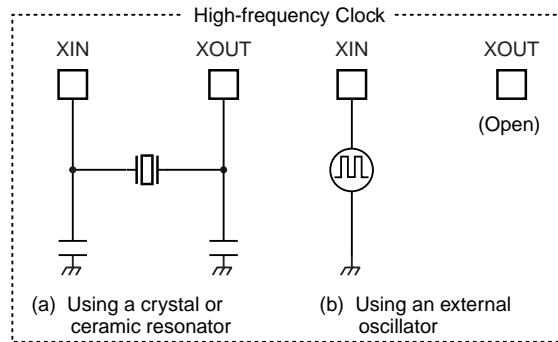 High-frequency Clock
XIN XOUT XIN XOUT
(Open)
(a) Using a crystal or
ceramic resonator
(b) Using an external
oscillator